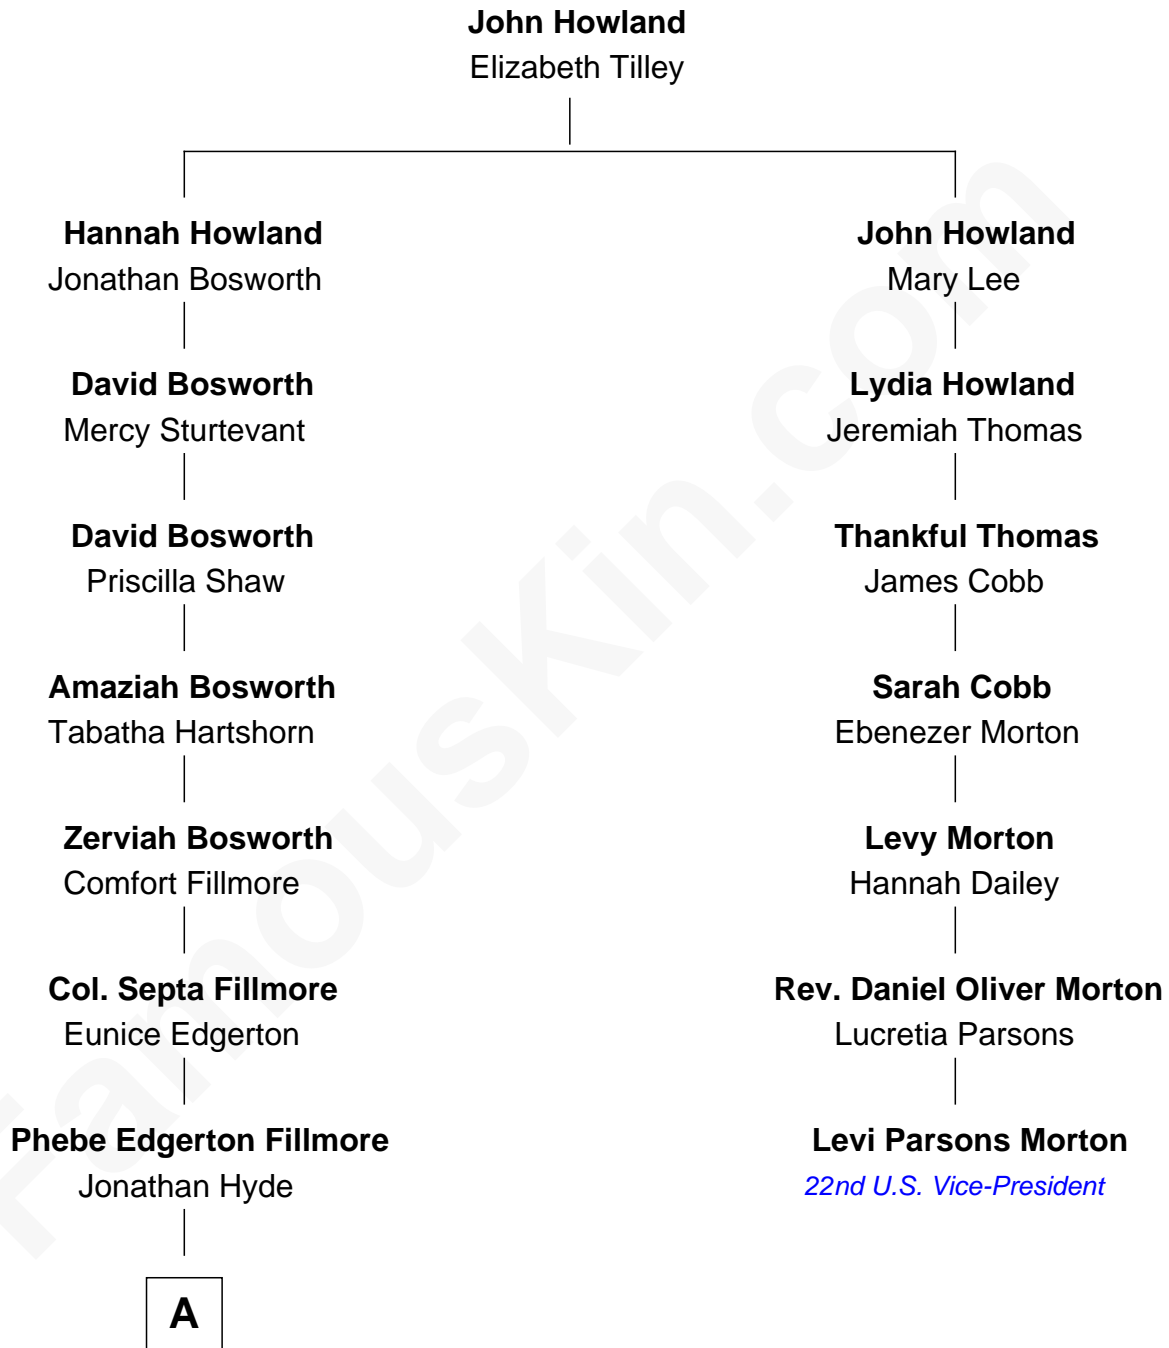 John Howland
Elizabeth Tilley
Hannah Howland
Jonathan Bosworth
John Howland
Mary Lee
David Bosworth
Mercy Sturtevant
Lydia Howland
Jeremiah Thomas
David Bosworth
Priscilla Shaw
Thankful Thomas
James Cobb
Amaziah Bosworth
Tabatha Hartshorn
Sarah Cobb
Ebenezer Morton
Zerviah Bosworth
Comfort Fillmore
Levy Morton
Hannah Dailey
Col. Septa Fillmore
Eunice Edgerton
Rev. Daniel Oliver Morton
Lucretia Parsons
Phebe Edgerton Fillmore
Jonathan Hyde
Levi Parsons Morton
22nd U.S. Vice-President
A
FamousKin.com